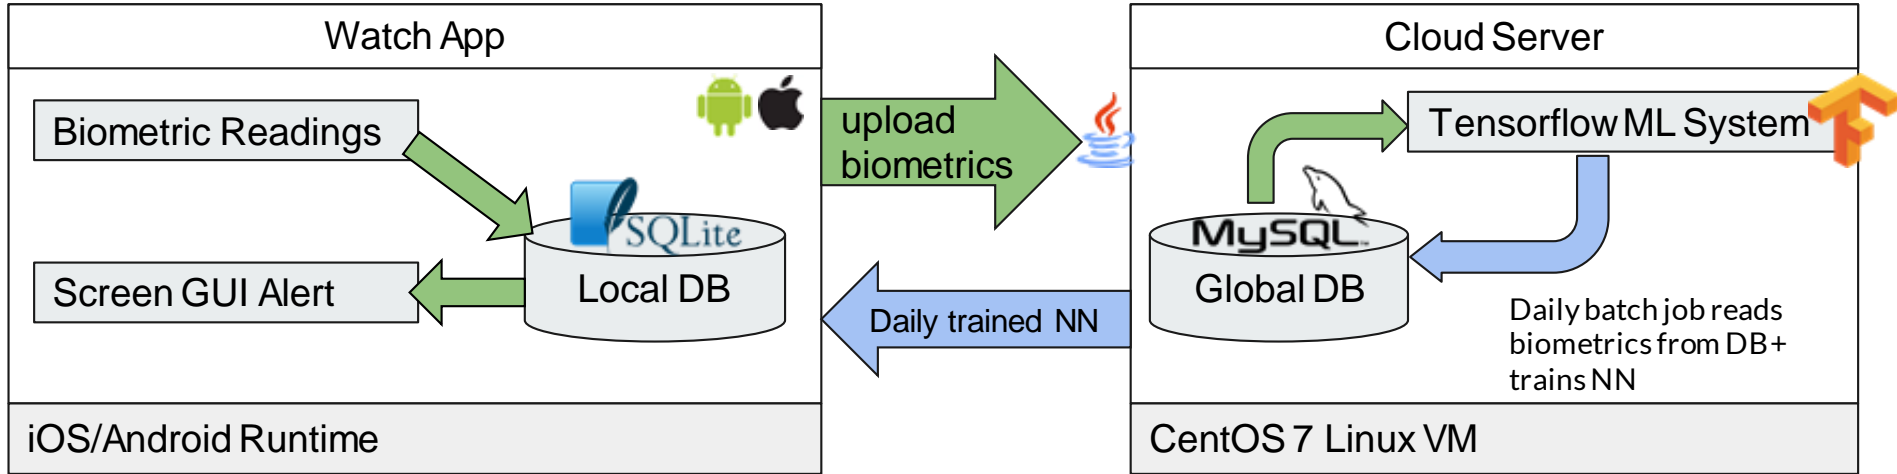 Watch App
Biometric Readings
SQLite
Local DB
Screen GUI Alert
iOS/Android Runtime
upload
biometrics
Daily trained NN
Cloud Server
Tensorflow ML System
MySQL
Global DB
Daily batch job reads
biometrics from DB+
trains NN
CentOS 7 Linux VM